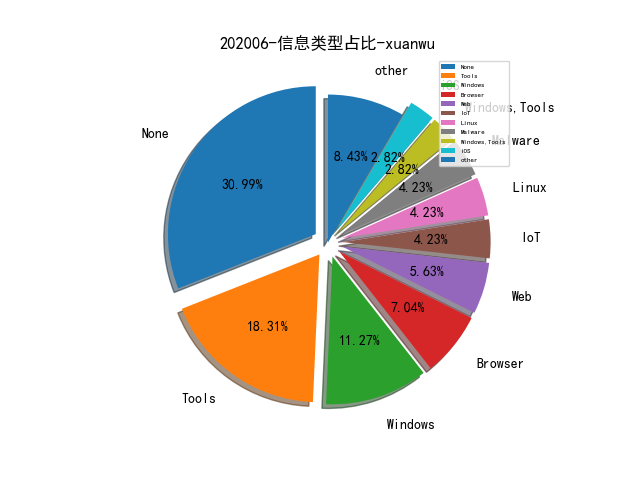 202006-信息类型占比-xuanwu
None
Tools
Windows
Browser
Web
IoT
Linux
Malware
Windows,Tools
iOS
other
30.99%
18.31%
11.27%
7.04%
5.63%
4.23%
4.23%
4.23%
2.82%
2.82%
8.43%
None
Tools
Windows
Browser
Web
IoT
Linux
Malware
Windows,Tools
iOS
other